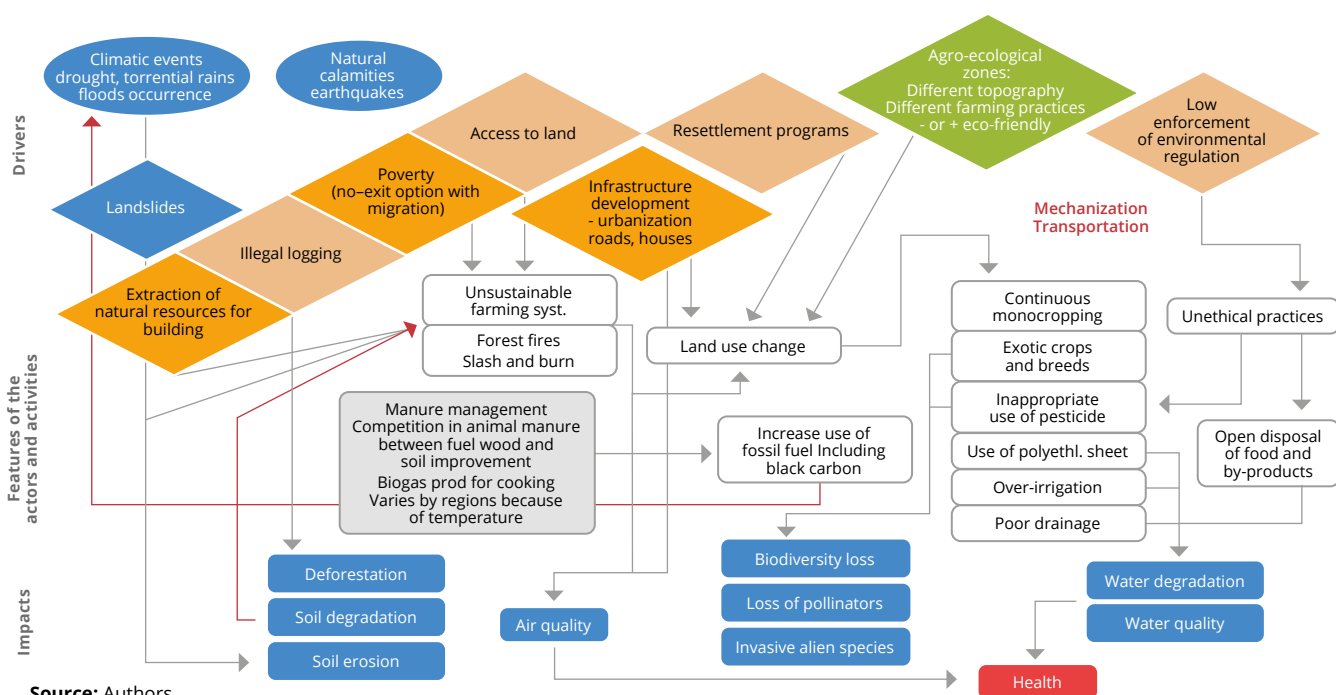 Climatic events
drought, torrential rains
floods occurrence
Natural
calamities
earthquakes
Agro-ecological
zones:
Different topography
Different farming practices
- or + eco-friendly
Low
enforcement
of environmental
regulation
Drivers
Access to land
Resettlement programs
Landslides
Poverty
(no–exit option with
migration)
Infrastructure
development
- urbanization
roads, houses
Mechanization
Transportation
Illegal logging
Extraction of
natural resources for
building
Unsustainable
farming syst.
Forest fires
Slash and burn
Land use change
Continuous
monocropping
Exotic crops
and breeds
Inappropriate
use of pesticide
Use of polyethl. sheet
Over-irrigation
Poor drainage
Unethical practices
Open disposal
of food and
by-products
Features of the
actors and activities
Manure management
Competition in animal manure
between fuel wood and
soil improvement
Biogas prod for cooking
Varies by regions because
of temperature
Increase use of
fossil fuel Including
black carbon
Impacts
Deforestation
Soil degradation
Soil erosion
Air quality
Biodiversity loss
Loss of pollinators
Invasive alien species
Water degradation
Water quality
Health
Source: Authors